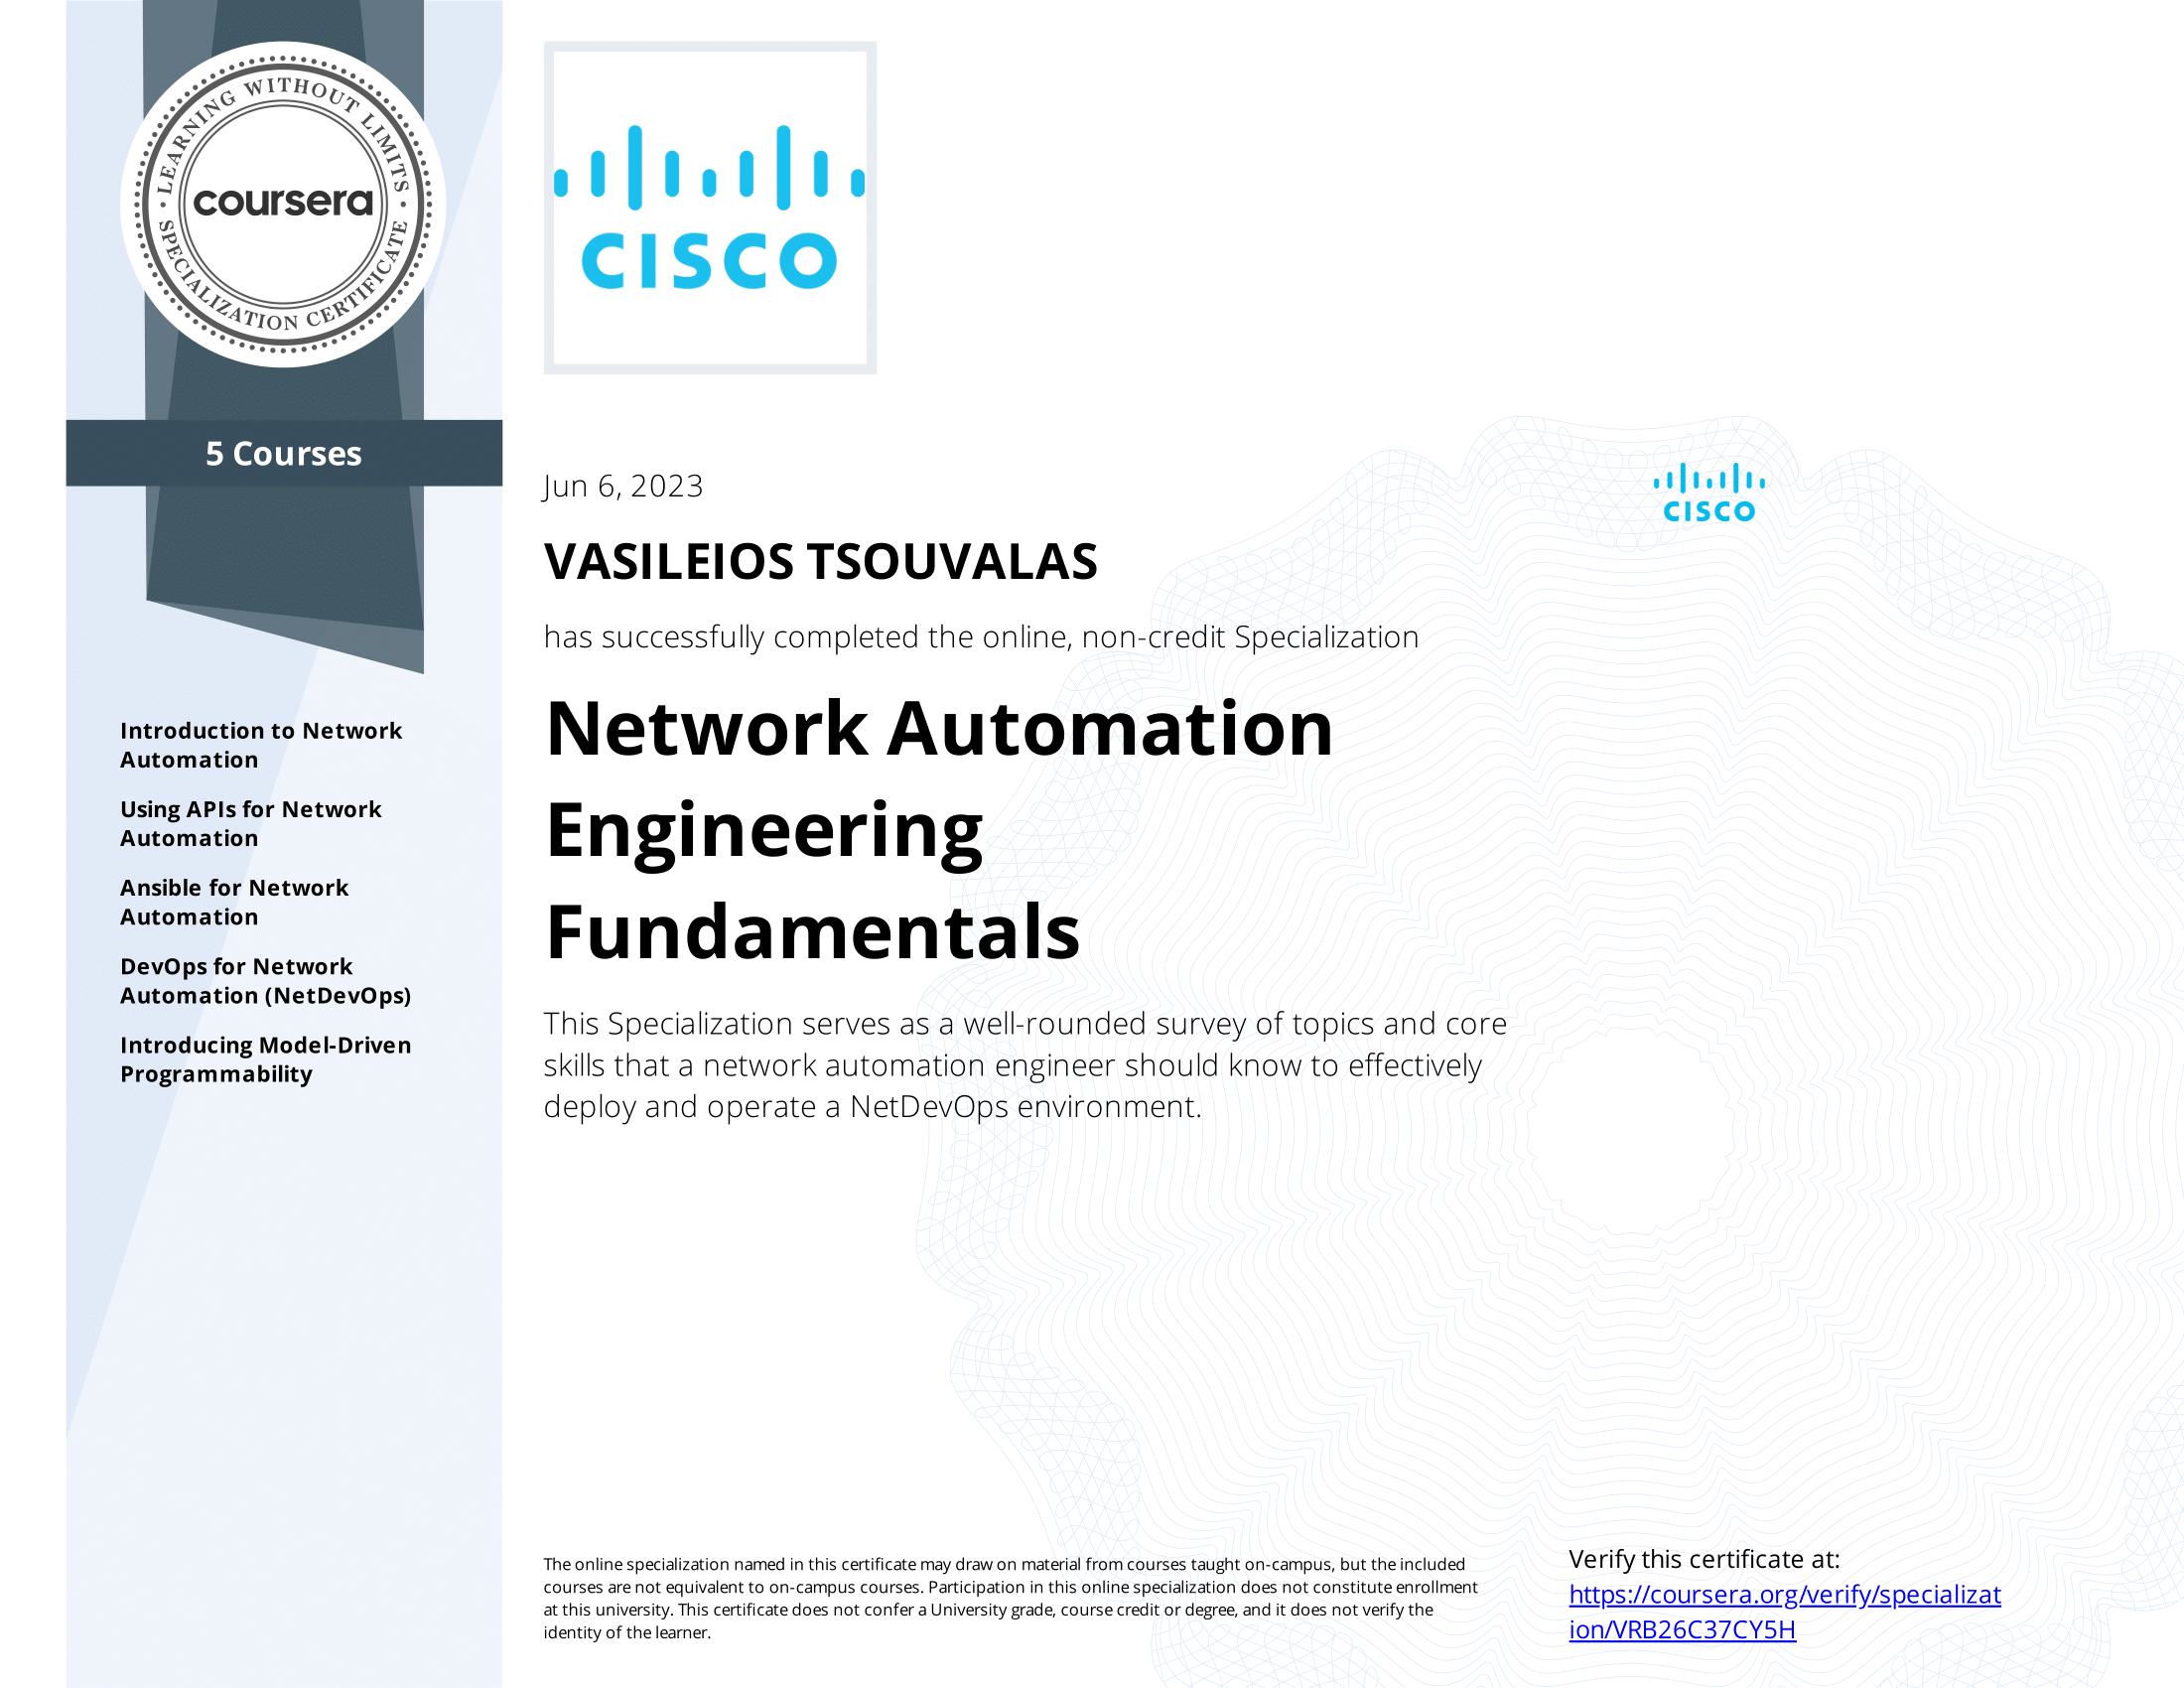 LEARNING WITHOUT LIMITS
coursera
SPECIALIZATION CERTIFICATE
5 Courses
Introduction to Network
Automation
Using APIs for Network
Automation
Ansible for Network
Automation
DevOps for Network
Automation (NetDevOps)
Introducing Model-Driven
Programmability
CISCO
Jun 6, 2023
VASILEIOS TSOUVALAS
has successfully completed the online, non-credit Specialization
Network Automation
Engineering
Fundamentals
This Specialization serves as a well-rounded survey of topics and core
skills that a network automation engineer should know to effectively
deploy and operate a NetDevOps environment.
CISCO
The online specialization named in this certificate may draw on material from courses taught on-campus, but the included
courses are not equivalent to on-campus courses. Participation in this online specialization does not constitute enrollment
at this university. This certificate does not confer a University grade, course credit or degree, and it does not verify the
identity of the learner.
Verify this certificate at:
https://coursera.org/verify/specializat
ion/VRB26C37CY5H